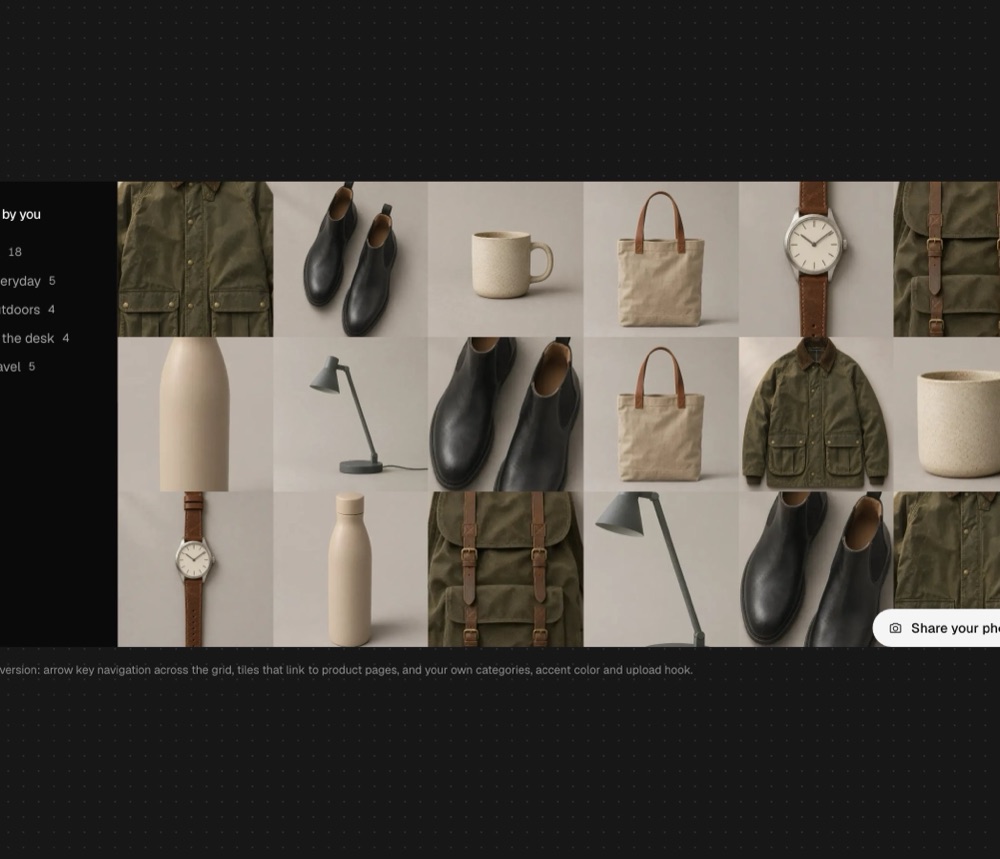 by you
18
eryday 5
tdoors 4
the desk 4
avel 5
Share your pho
version: arrow key navigation across the grid, tiles that link to product pages, and your own categories, accent color and upload hook.